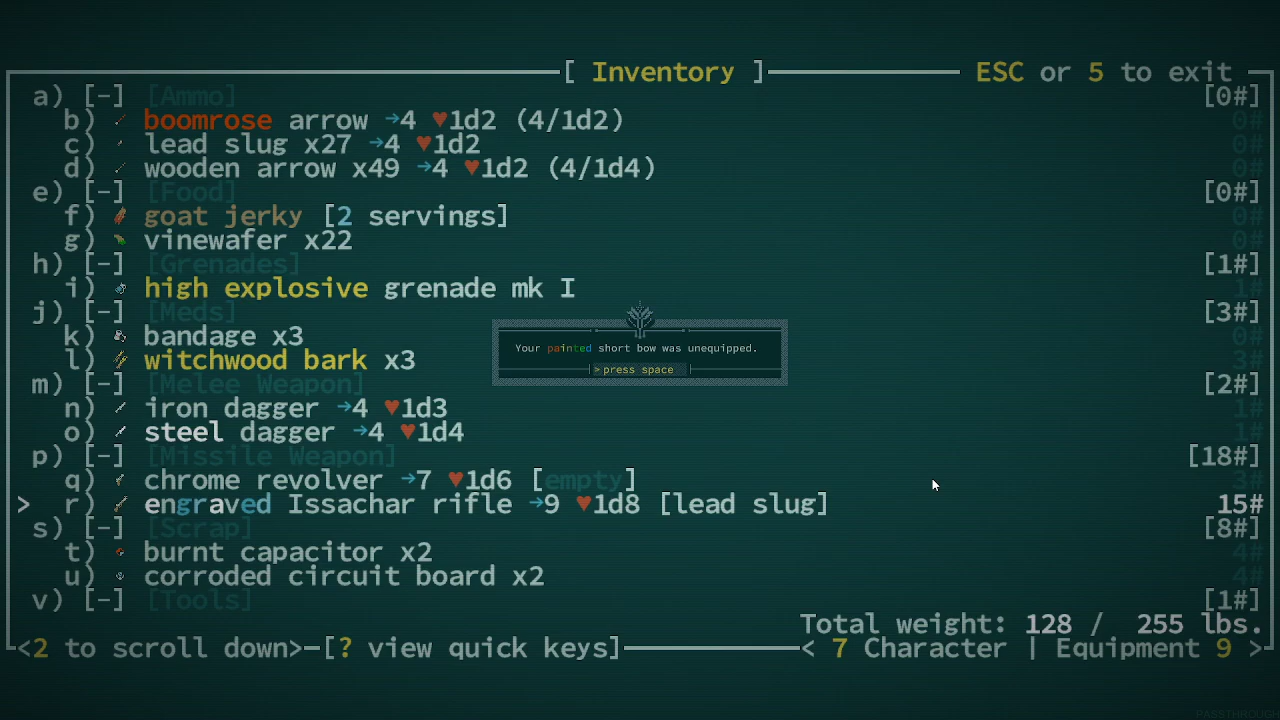 [ Inventory ] ESC or 5 to exit
a) [-] [Ammo] [0#]
b) boomrose arrow →4 ♥1d2 (4/1d2) 0#
c) lead slug x27 →4 ♥1d2 0#
d) wooden arrow x49 →4 ♥1d2 (4/1d4) 0#
e) [-] [Food] [0#]
f) goat jerky [2 servings] 0#
g) vinewafer x22 0#
h) [-] [Grenades] [1#]
i) high explosive grenade mk I 1#
j) [-] [Meds] [3#]
k) bandage x3 0#
l) witchwood bark x3 3#
m) [-] [Melee Weapon] [2#]
n) iron dagger →4 ♥1d3 1#
o) steel dagger →4 ♥1d4 1#
p) [-] [Missile Weapon] [18#]
q) chrome revolver →7 ♥1d6 [empty] 3#
> r) engraved Issachar rifle →9 ♥1d8 [lead slug] 15#
s) [-] [Scrap] [8#]
t) burnt capacitor x2 4#
u) corroded circuit board x2 4#
v) [-] [Tools] [1#]
Your painted short bow was unequipped.
> press space
Total weight: 128 / 255 lbs.
<2 to scroll down> [? view quick keys] < 7 Character | Equipment 9 >